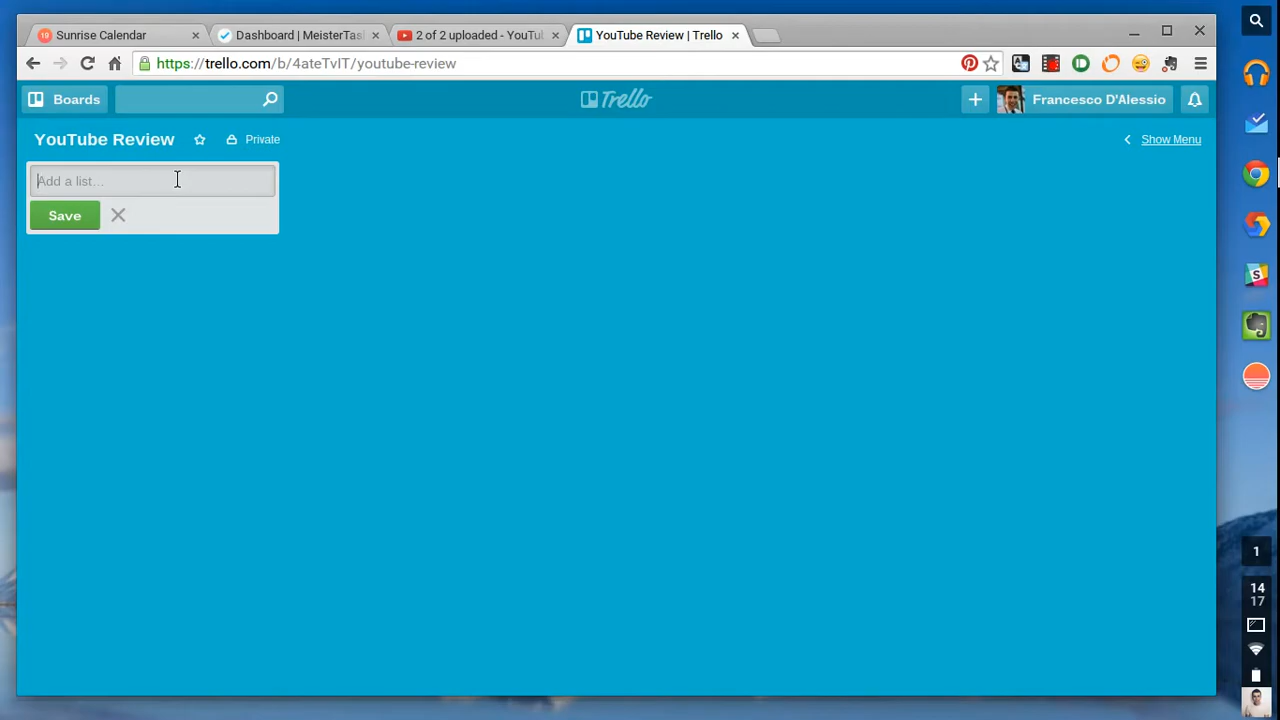 19 Sunrise Calendar
Dashboard | MeisterTas
2 of 2 uploaded - YouTu
YouTube Review | Trello
https://trello.com/b/4ateTvIT/youtube-review
Boards
Trello
Francesco D'Alessio
YouTube Review
Private
Show Menu
Add a list...
Save
1
14
17